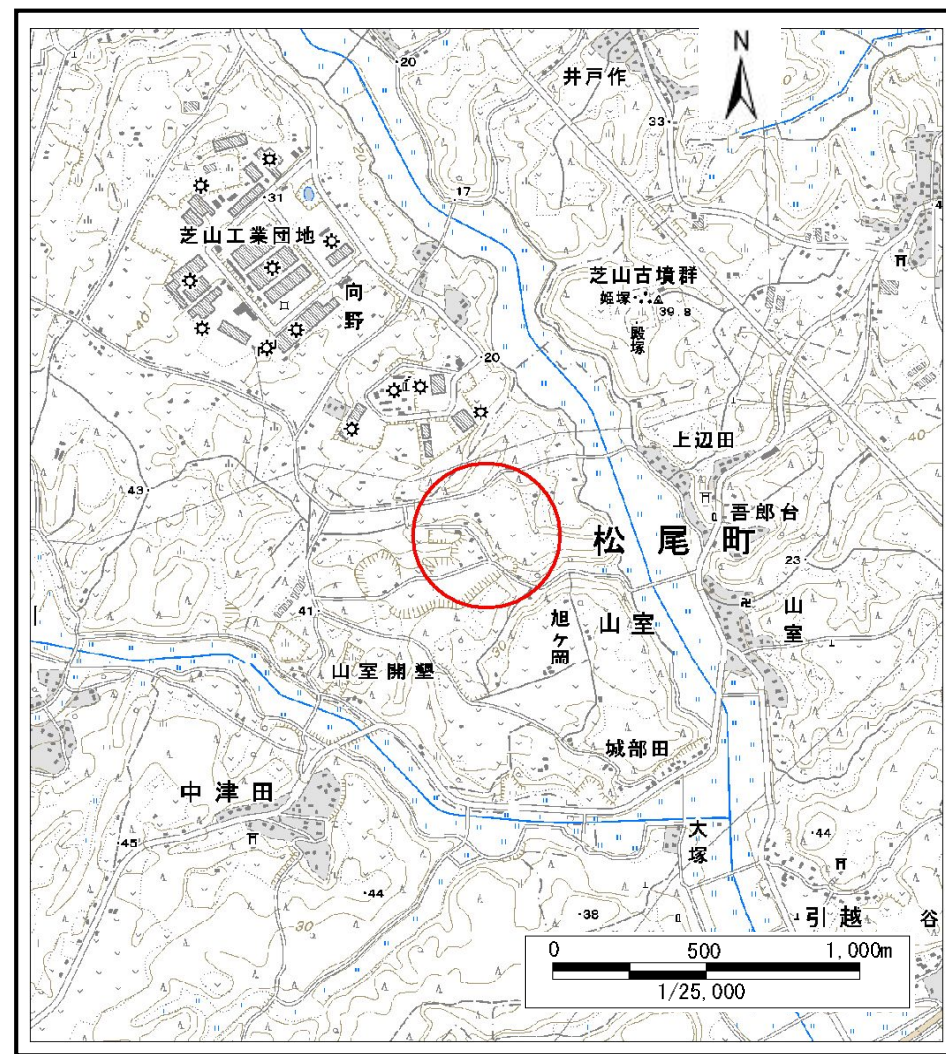 N
20
井戸作
33
17
31
芝山工業団地
20
向野
40
芝山古墳群
姫塚
39.8
殿塚
20
上辺田
40
43
吾郎台
松尾町
23
山室
山室
旭ケ岡
30
41
山室開墾
城部田
中津田
大塚
44
45
44
38
引越
谷
30
0 500 1,000m
1/25,000